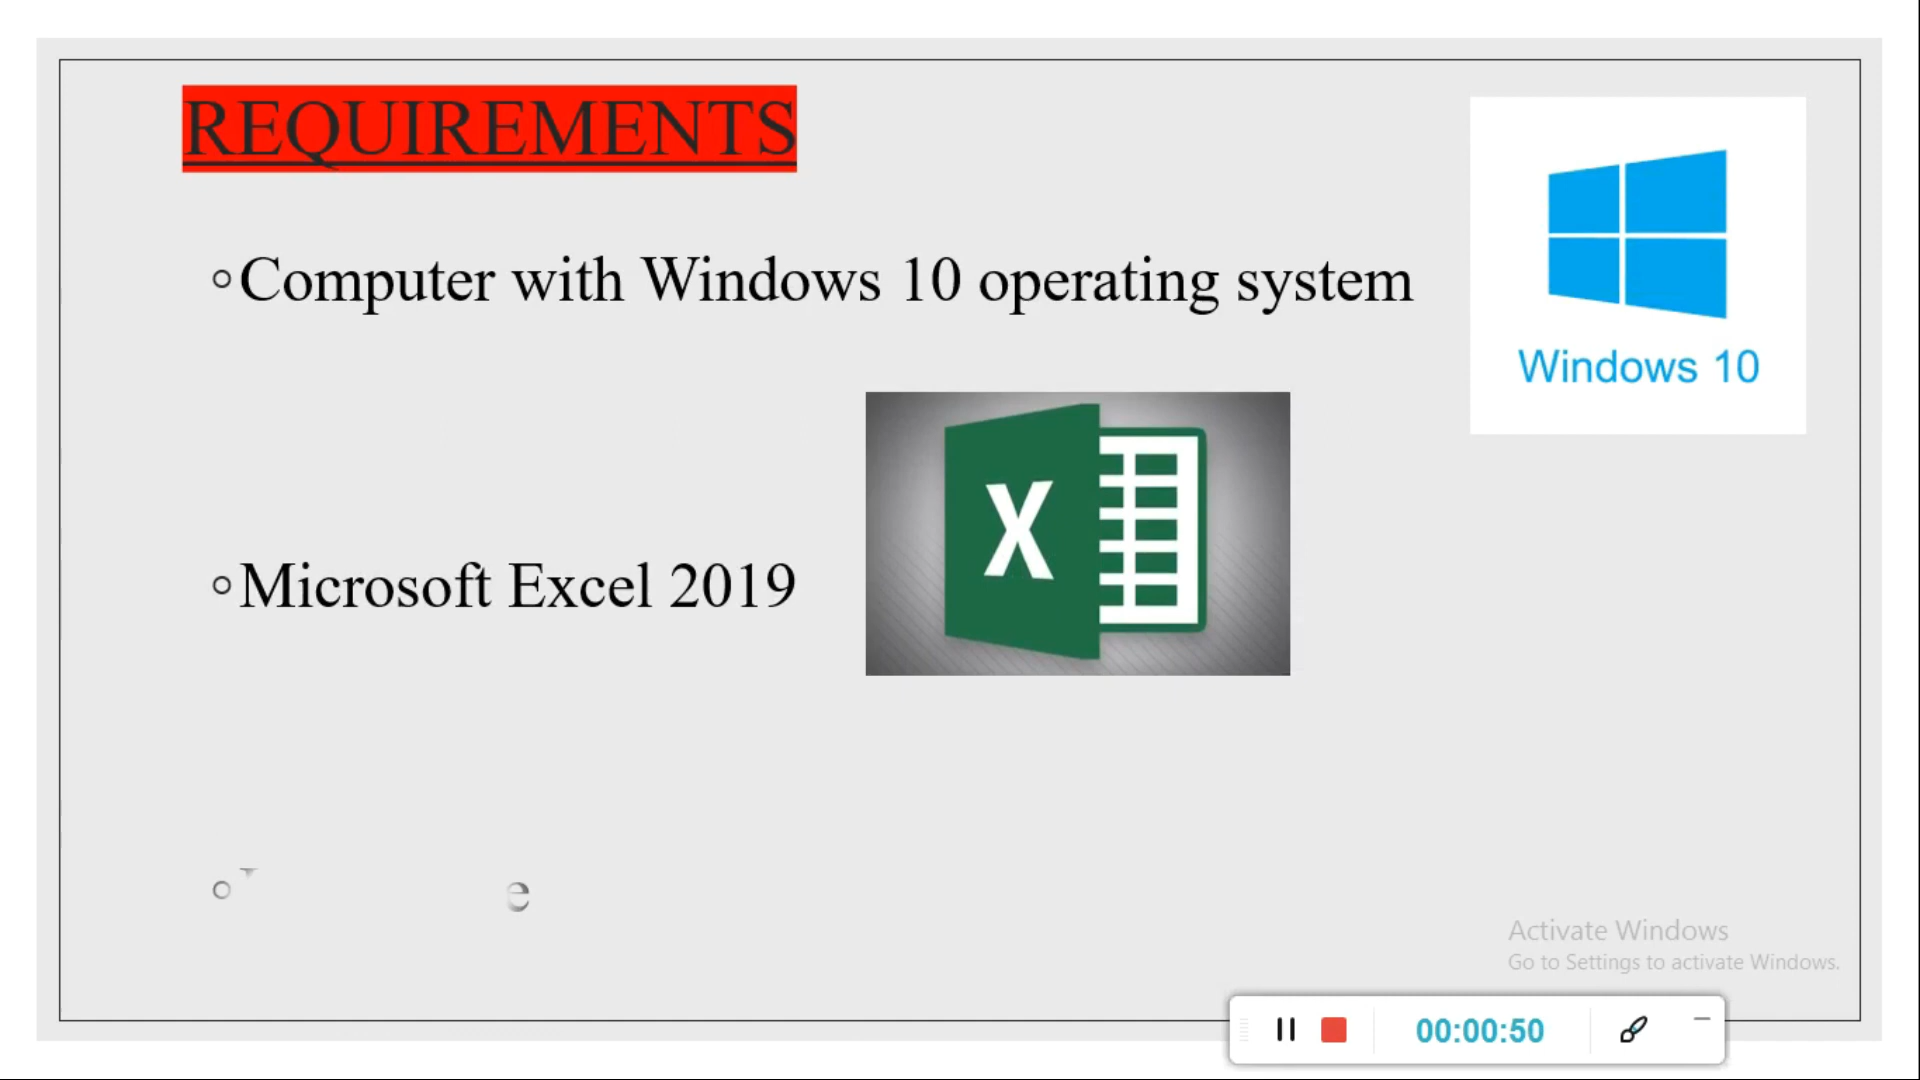 REQUIREMENTS
Computer with Windows 10 operating system
Windows 10
X
Microsoft Excel 2019
Activate Windows
Go to Settings to activate Windows.
00:00:50